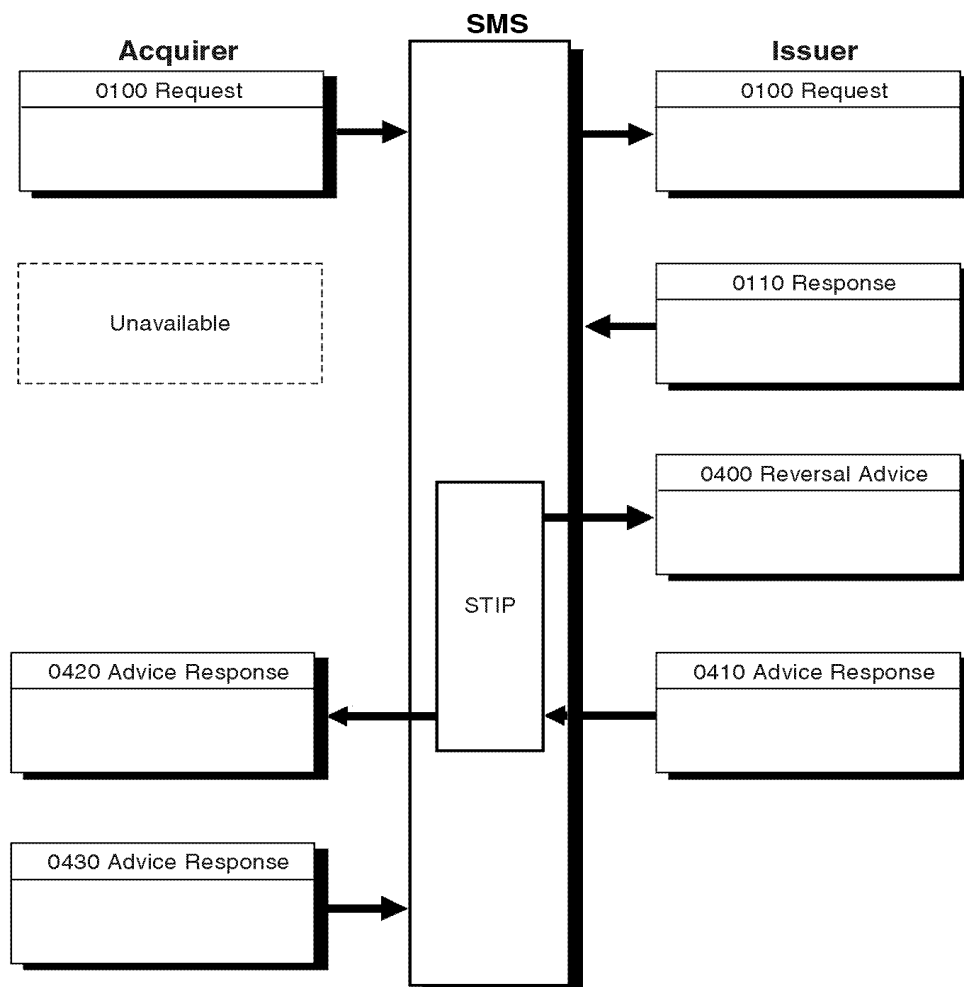 SMS
Acquirer
Issuer
0100 Request
0100 Request
Unavailable
0110 Response
0400 Reversal Advice
STIP
0420 Advice Response
0410 Advice Response
0430 Advice Response